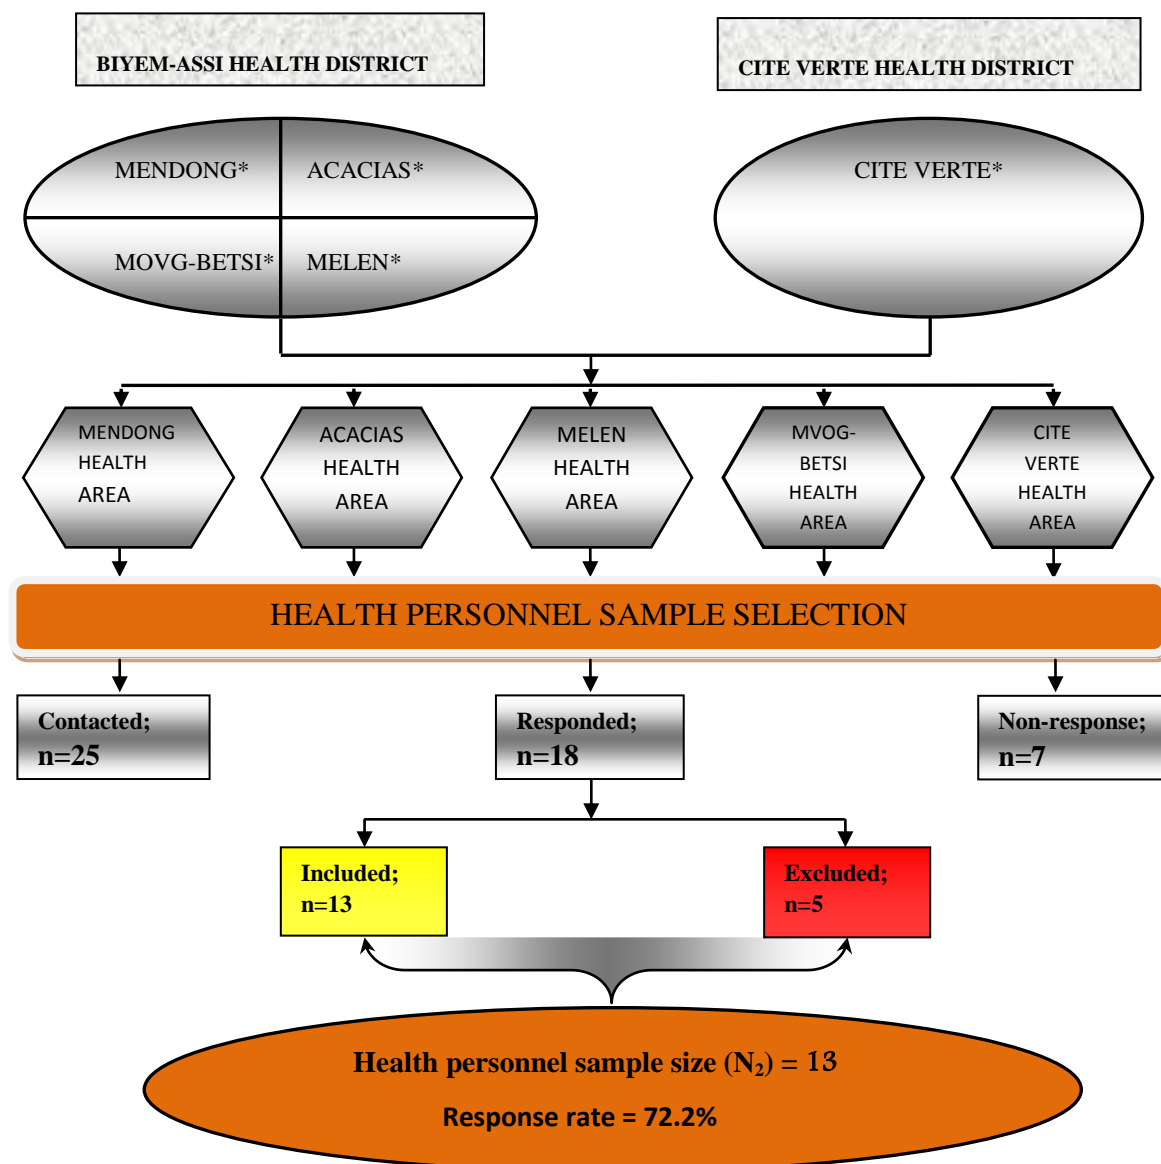 BIYEM-ASSI HEALTH DISTRICT
CITE VERTE HEALTH DISTRICT
MENDONG*
ACACIAS*
CITE VERTE*
MOVG-BETSI*
MELEN*
MENDONG
HEALTH
AREA
ACACIAS
HEALTH
AREA
MELEN
HEALTH
AREA
MVOG-
BETSI
HEALTH
AREA
CITE
VERTE
HEALTH
AREA
HEALTH PERSONNEL SAMPLE SELECTION
Contacted;
n=25
Responded;
n=18
Non-response;
n=7
Included;
n=13
Excluded;
n=5
Health personnel sample size (N₂) = 13
Response rate = 72.2%